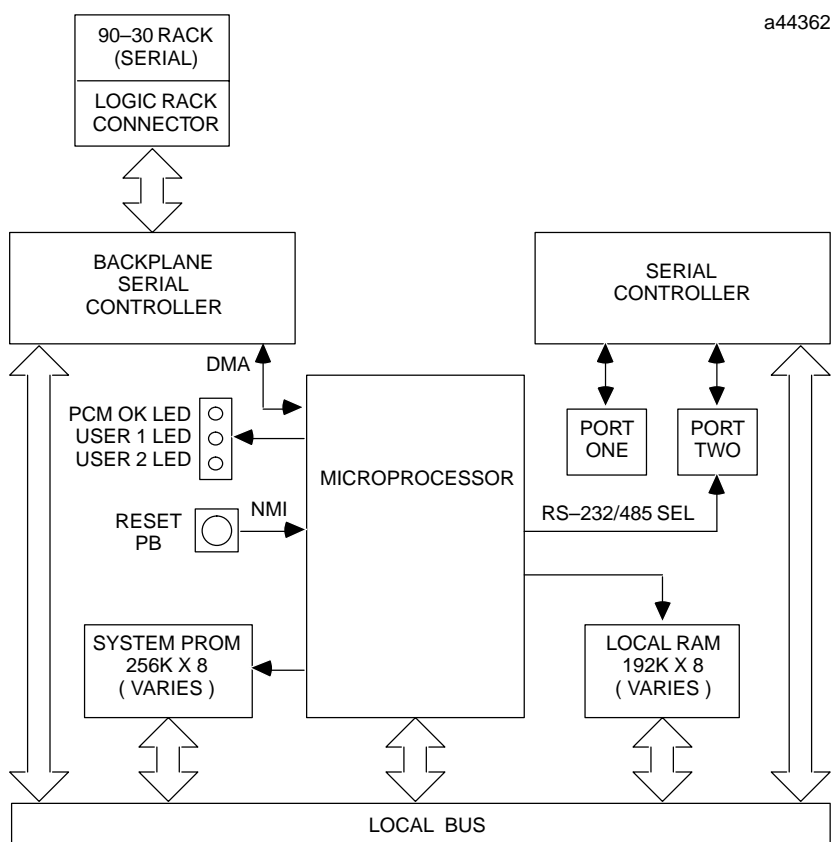 a44362
90–30 RACK
(SERIAL)
LOGIC RACK
CONNECTOR
BACKPLANE
SERIAL
CONTROLLER
SERIAL
CONTROLLER
DMA
PCM OK LED
USER 1 LED
USER 2 LED
PORT
ONE
PORT
TWO
MICROPROCESSOR
RESET
PB
NMI
RS–232/485 SEL
SYSTEM PROM
256K X 8
( VARIES )
LOCAL RAM
192K X 8
( VARIES )
LOCAL BUS